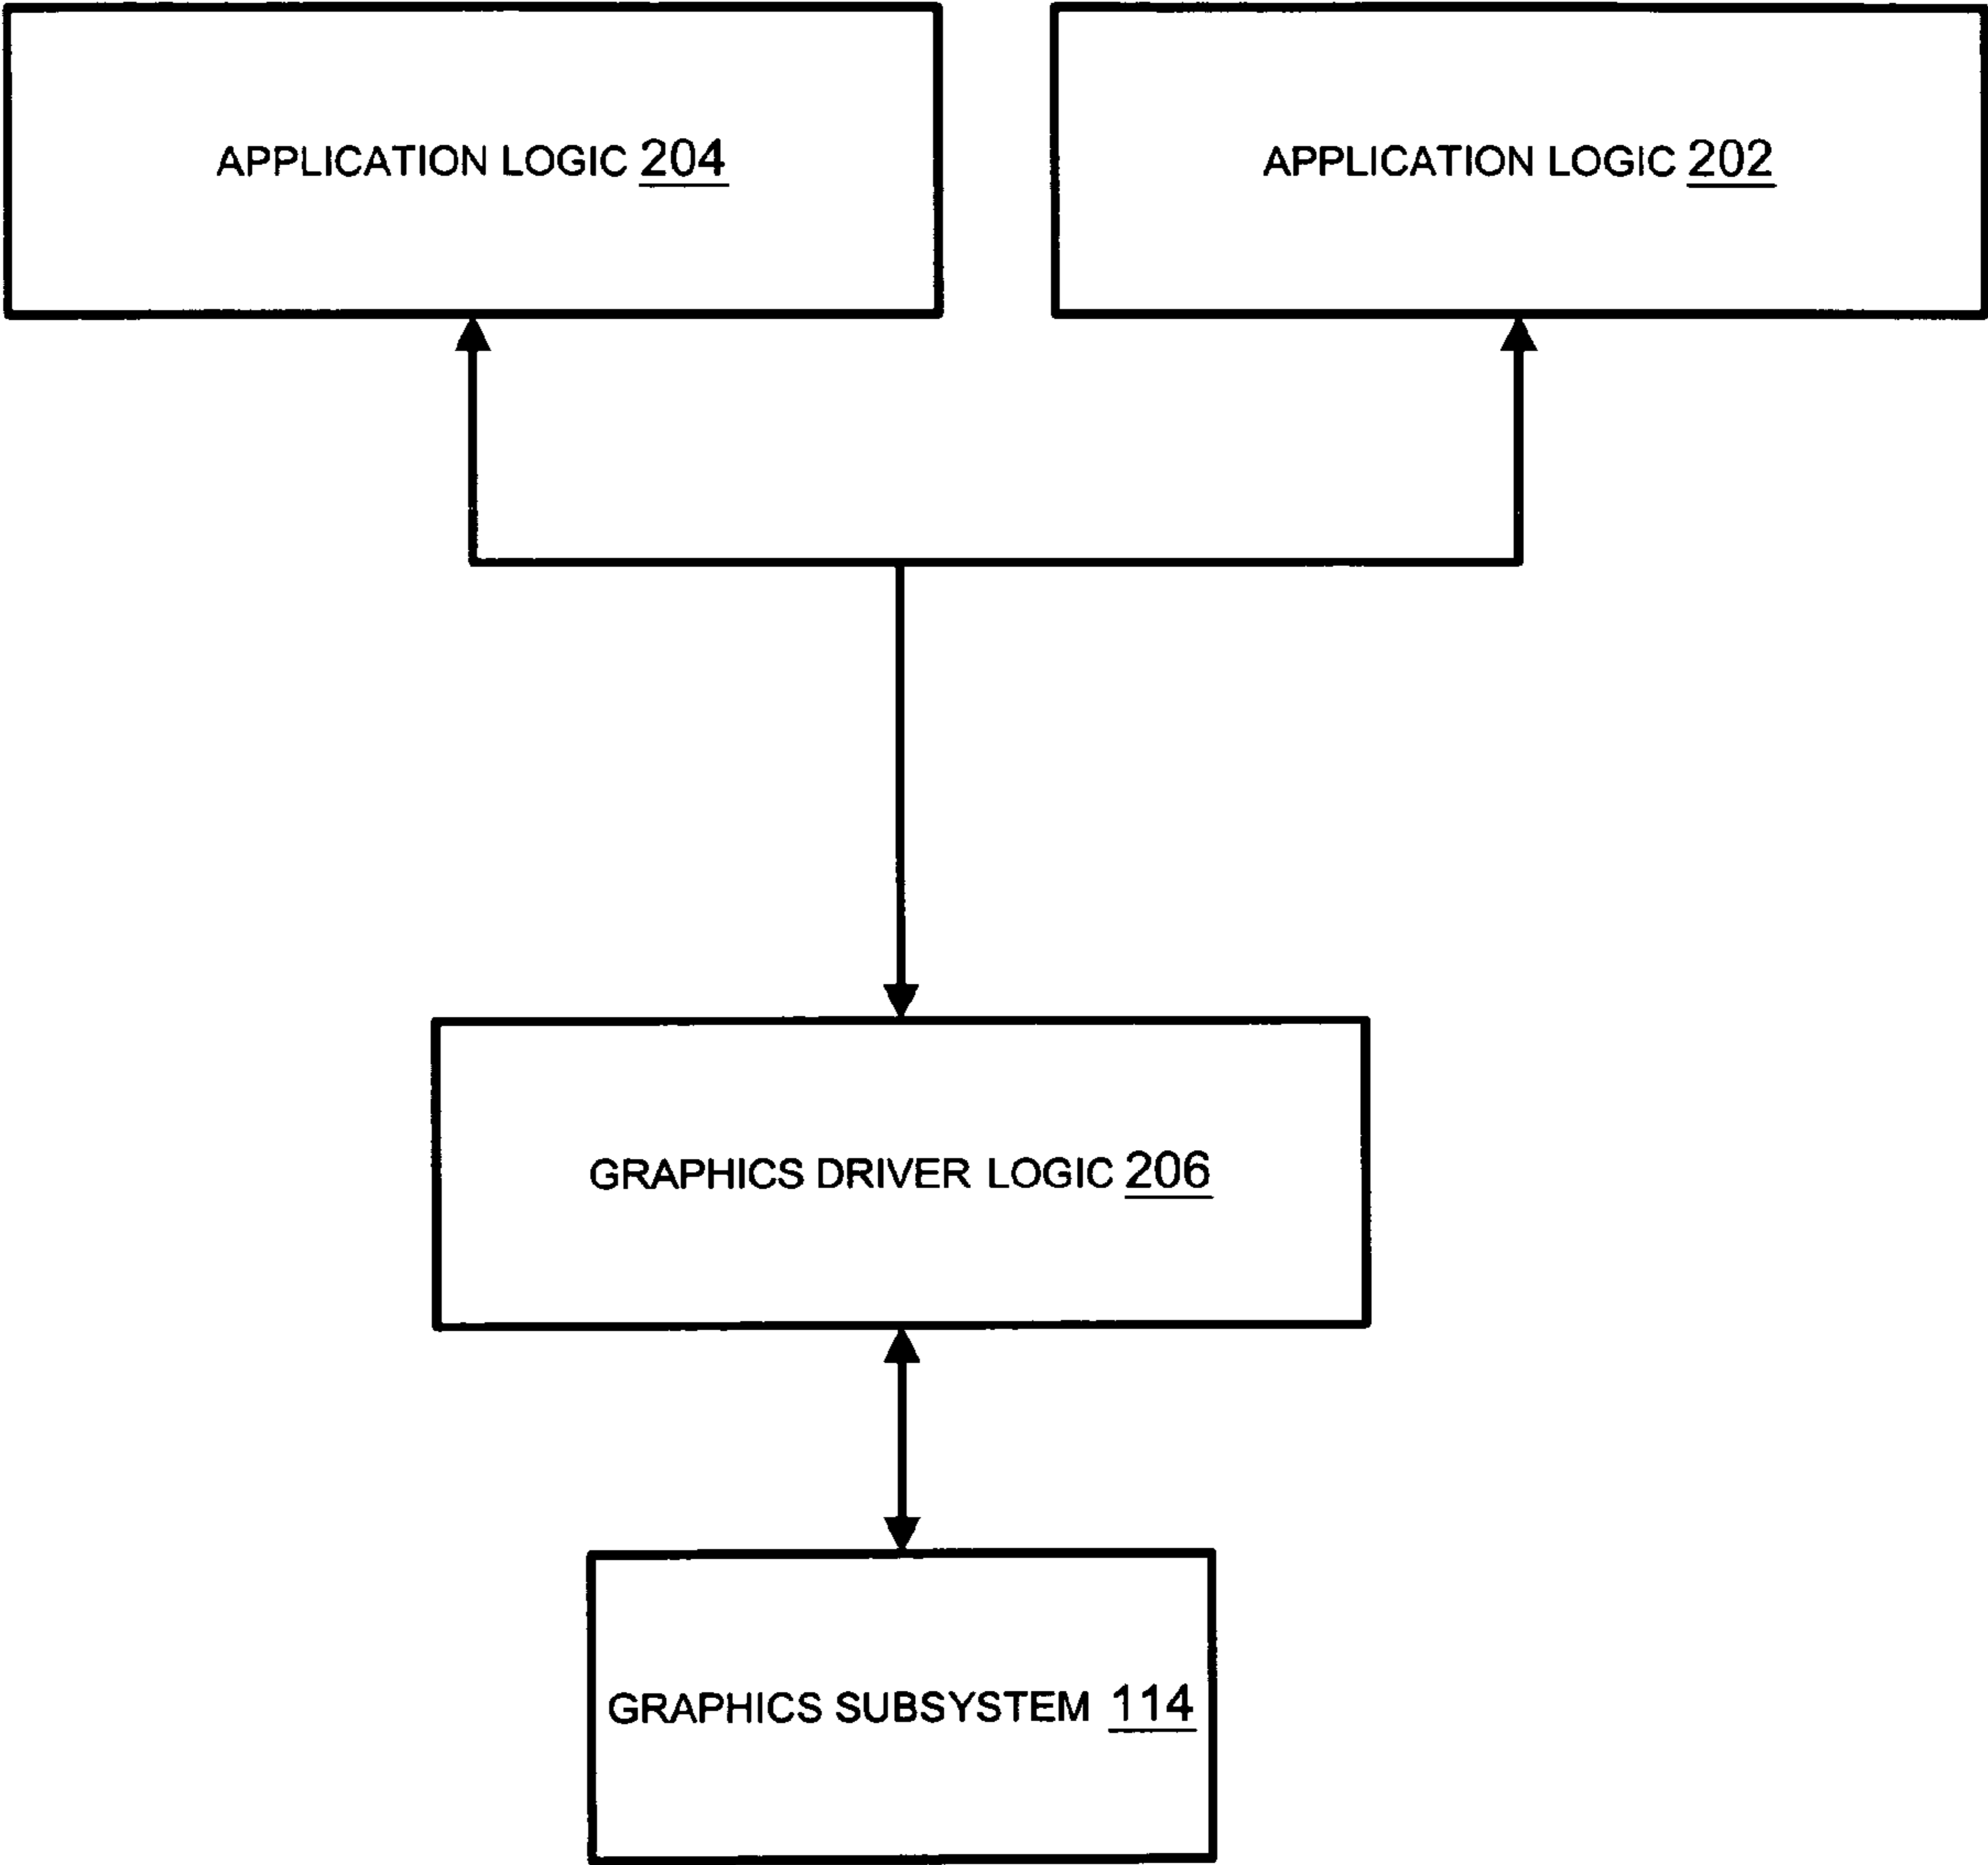 APPLICATION LOGIC 204
APPLICATION LOGIC 202
GRAPHICS DRIVER LOGIC 206
GRAPHICS SUBSYSTEM 114